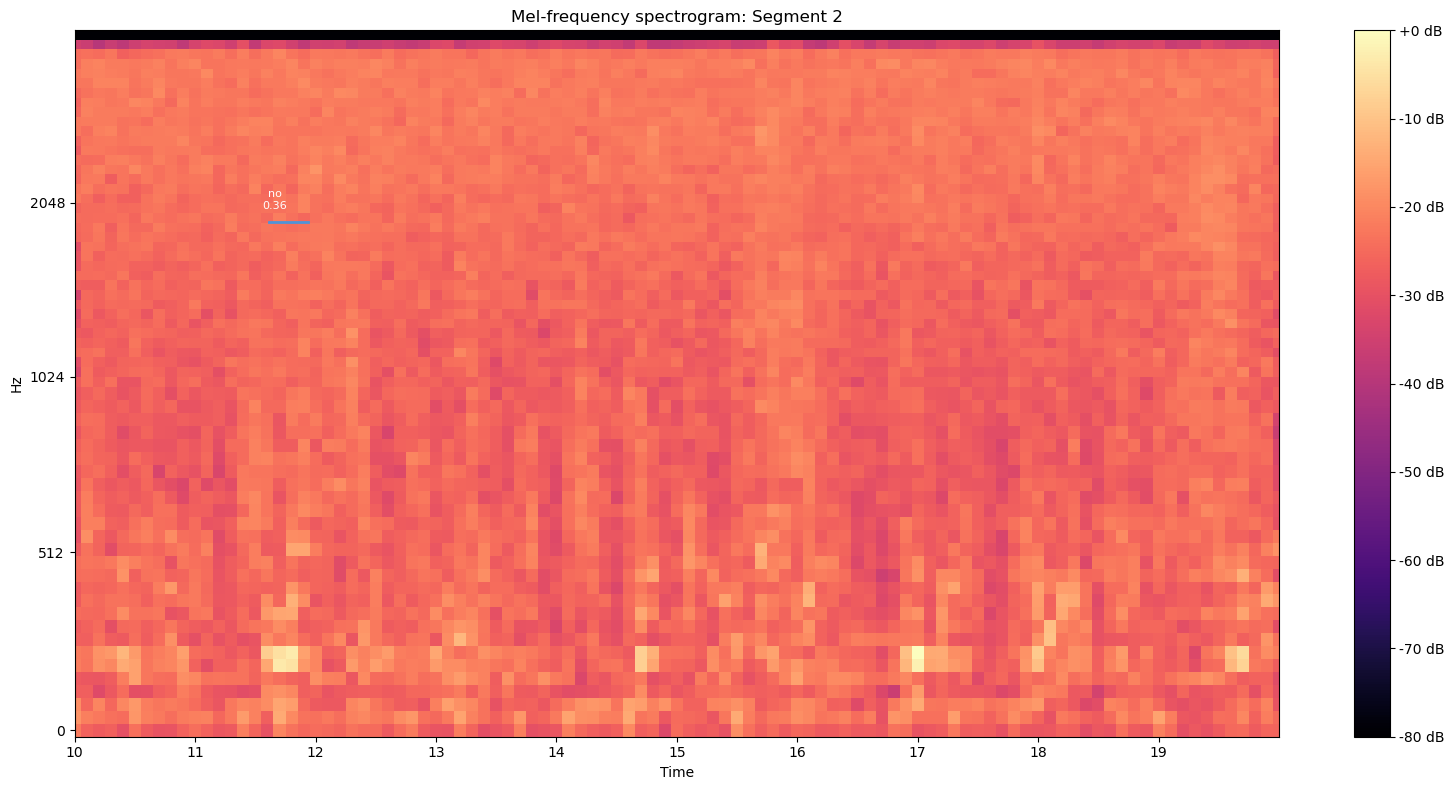 Mel-frequency spectrogram: Segment 2
+0 dB
-10 dB
-20 dB
-30 dB
-40 dB
-50 dB
-60 dB
-70 dB
-80 dB
Hz
2048
1024
512
0
no
0.36
10 11 12 13 14 15 16 17 18 19
Time